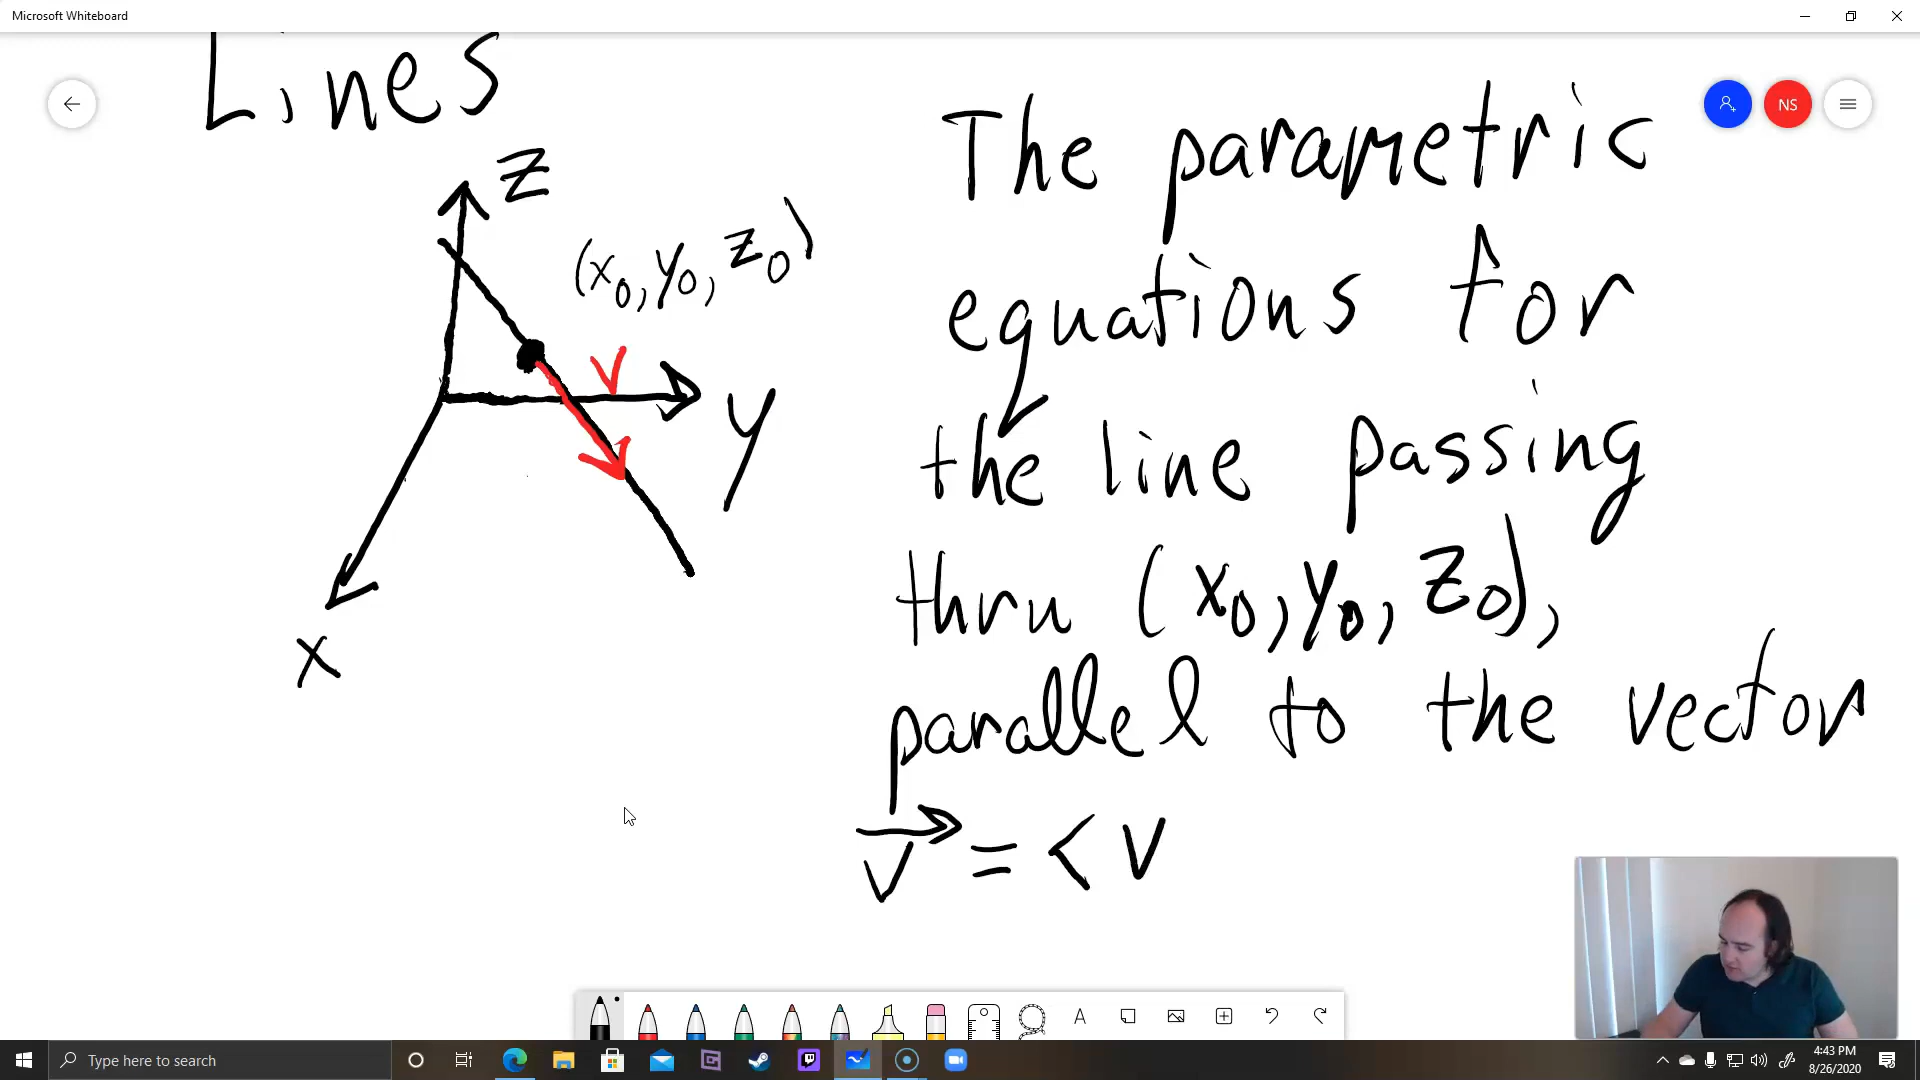 Microsoft Whiteboard
Lines
NS
z
(x₀, y₀, z₀)
v
y
x
The parametric
equations for
the line passing
thru (x₀, y₀, z₀),
parallel to the vector
v⃗ = < v
A
Type here to search
4:43 PM
8/26/2020